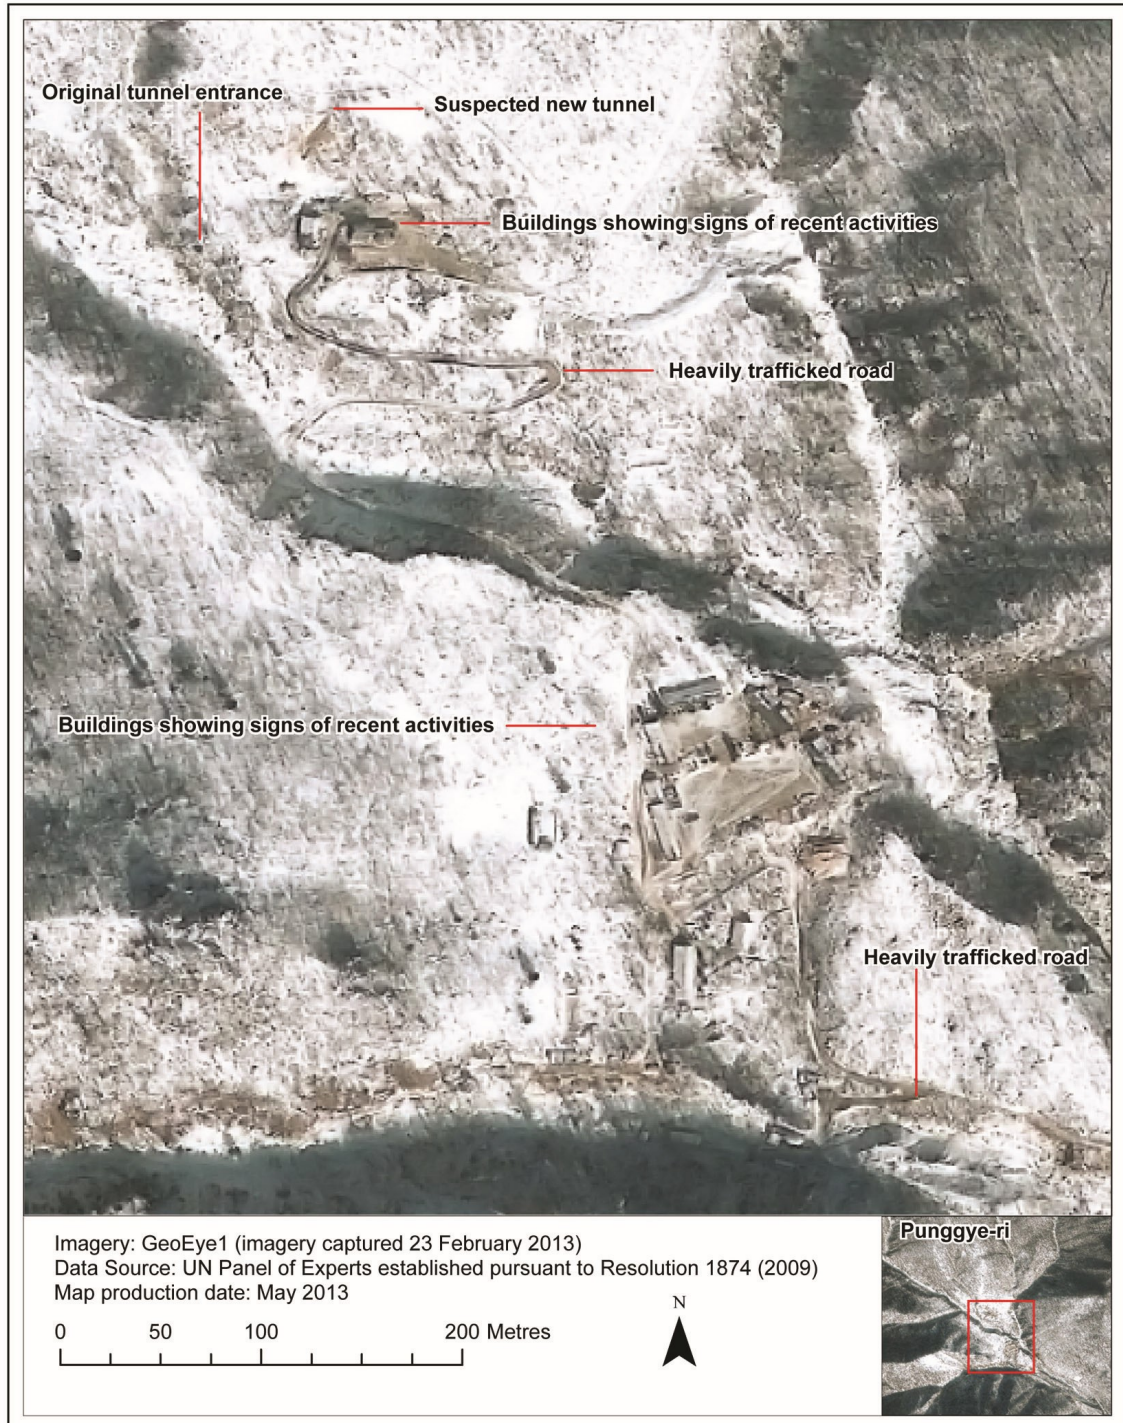 Original tunnel entrance
Suspected new tunnel
Buildings showing signs of recent activities
Heavily trafficked road
Buildings showing signs of recent activities
Heavily trafficked road
Imagery: GeoEye1 (imagery captured 23 February 2013)
Data Source: UN Panel of Experts established pursuant to Resolution 1874 (2009)
Map production date: May 2013
0 50 100 200 Metres
N
Punggye-ri